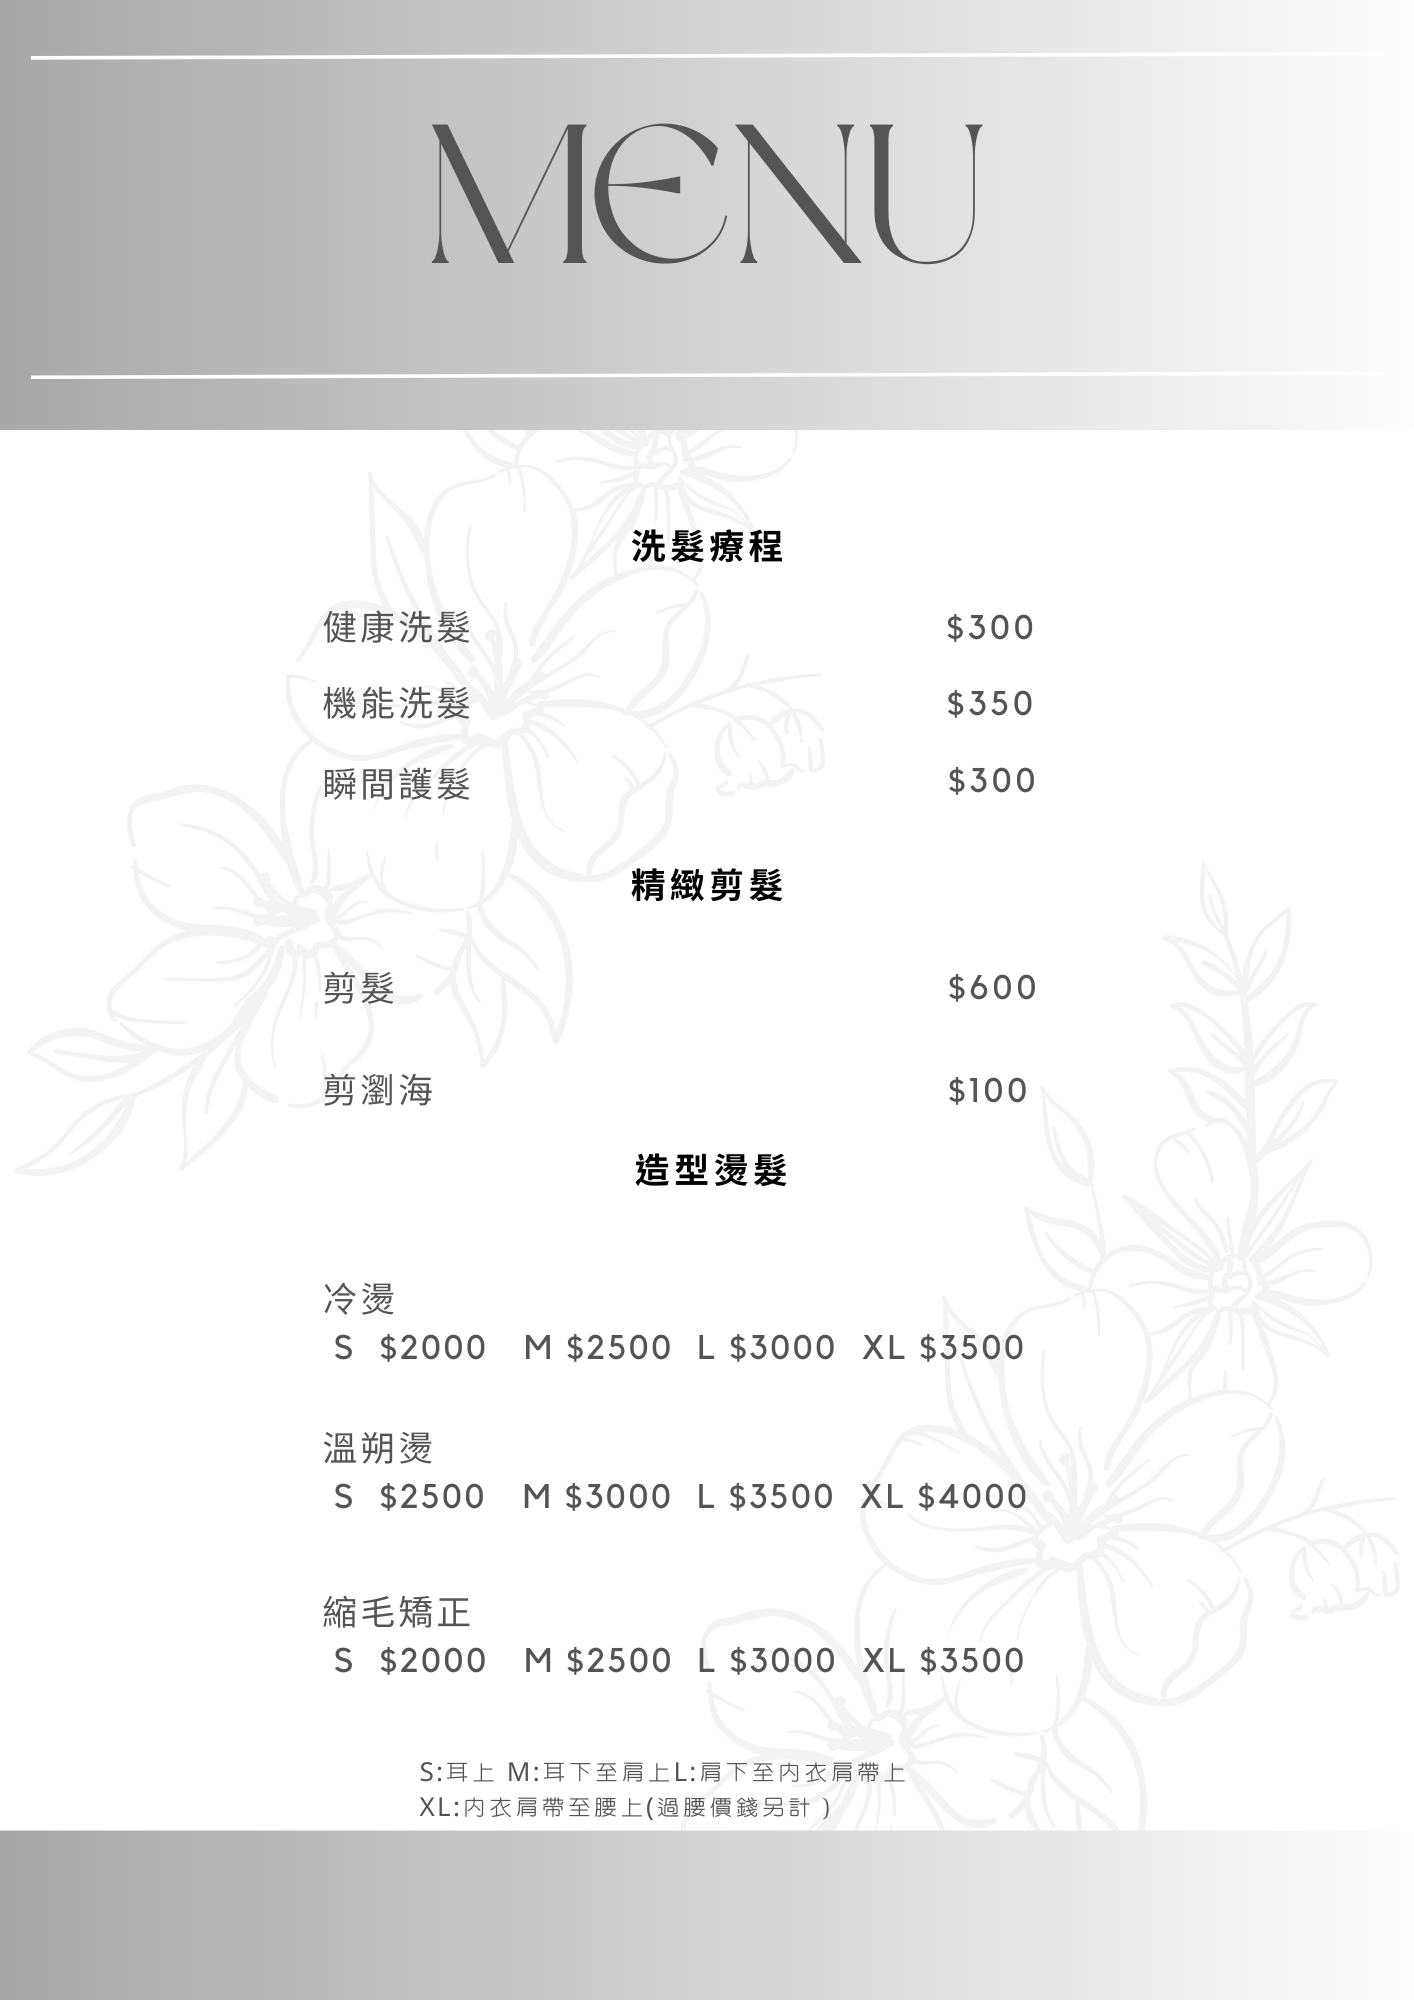 MENU
洗髮療程
健康洗髮 $300
機能洗髮 $350
瞬間護髮 $300
精緻剪髮
剪髮 $600
剪瀏海 $100
造型燙髮
冷燙
S $2000 M $2500 L $3000 XL $3500
溫朔燙
S $2500 M $3000 L $3500 XL $4000
縮毛矯正
S $2000 M $2500 L $3000 XL $3500
S:耳上 M:耳下至肩上L:肩下至內衣肩帶上
XL:內衣肩帶至腰上(過腰價錢另計 )